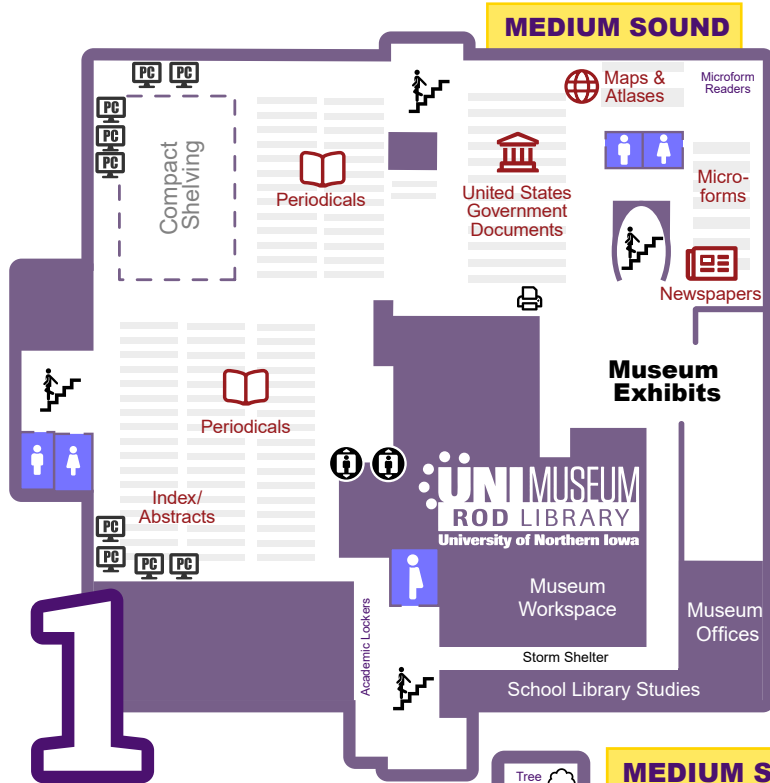 MEDIUM SOUND
PC
PC
PC
PC
PC
Maps &
Atlases
Microform
Readers
Compact
Shelving
Periodicals
United States
Government
Documents
Micro-
forms
Newspapers
Museum
Exhibits
Periodicals
UNI MUSEUM
ROD LIBRARY
University of Northern Iowa
Index/
Abstracts
PC
PC
PC
PC
Museum
Workspace
Museum
Offices
Academic Lockers
Storm Shelter
School Library Studies
1
Tree
MEDIUM S